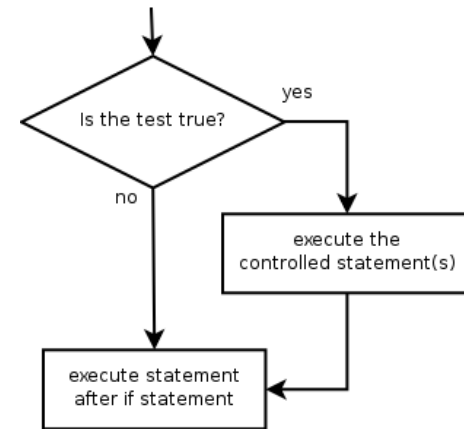 Is the test true?
yes
no
execute the
controlled statement(s)
execute statement
after if statement